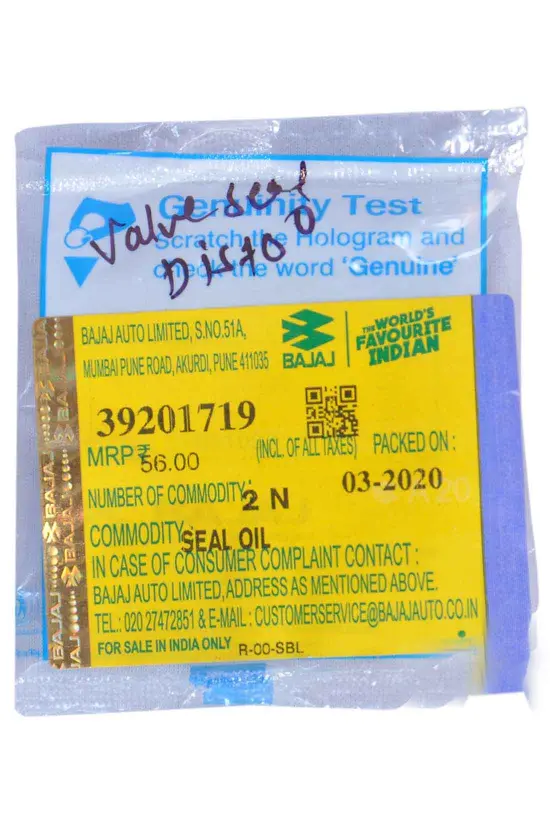 Valve seal
Dis100
Genuinity Test
Scratch the Hologram and
check the word 'Genuine'
BAJAJ AUTO LIMITED, S.NO.51A,
MUMBAI PUNE ROAD, AKURDI, PUNE 411035
BAJAJ
THE WORLD'S
FAVOURITE
INDIAN
39201719
MRP ₹ 56.00 (INCL. OF ALL TAXES) PACKED ON :
03-2020
NUMBER OF COMMODITY: 2 N
COMMODITY SEAL OIL
IN CASE OF CONSUMER COMPLAINT CONTACT :
BAJAJ AUTO LIMITED, ADDRESS AS MENTIONED ABOVE.
TEL.: 020 27472851 & E-MAIL : CUSTOMERSERVICE@BAJAJAUTO.CO.IN
FOR SALE IN INDIA ONLY R-00-SBL
BAJAJ
BAJAJ
BAJAJ